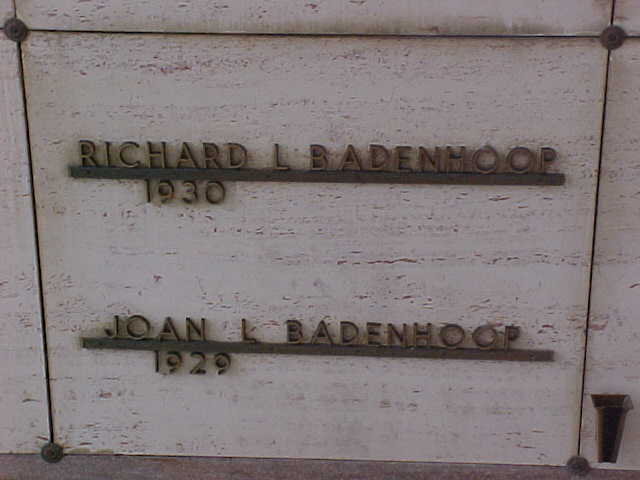 RICHARD L BADENHOOP
1930
JOAN L BADENHOOP
1929